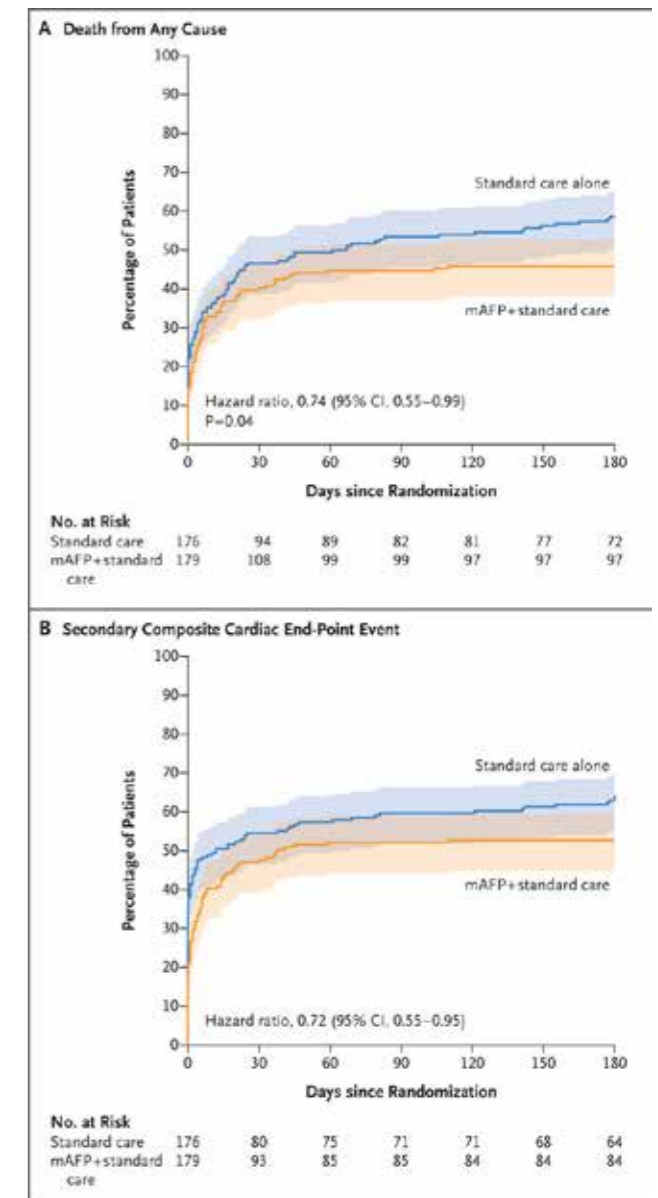 A Death from Any Cause
100
90
80
70
60
50
40
30
20
10
0
Percentage of Patients
Standard care alone
mAFP+standard care
Hazard ratio, 0.74 (95% CI, 0.55–0.99)
P=0.04
0 30 60 90 120 150 180
Days since Randomization
No. at Risk
Standard care 176 94 89 82 81 77 72
mAFP+standard 179 108 99 99 97 97 97
care
B Secondary Composite Cardiac End-Point Event
100
90
80
70
60
50
40
30
20
10
0
Percentage of Patients
Standard care alone
mAFP+standard care
Hazard ratio, 0.72 (95% CI, 0.55–0.95)
0 30 60 90 120 150 180
Days since Randomization
No. at Risk
Standard care 176 80 75 71 71 68 64
mAFP+standard 179 93 85 85 84 84 84
care